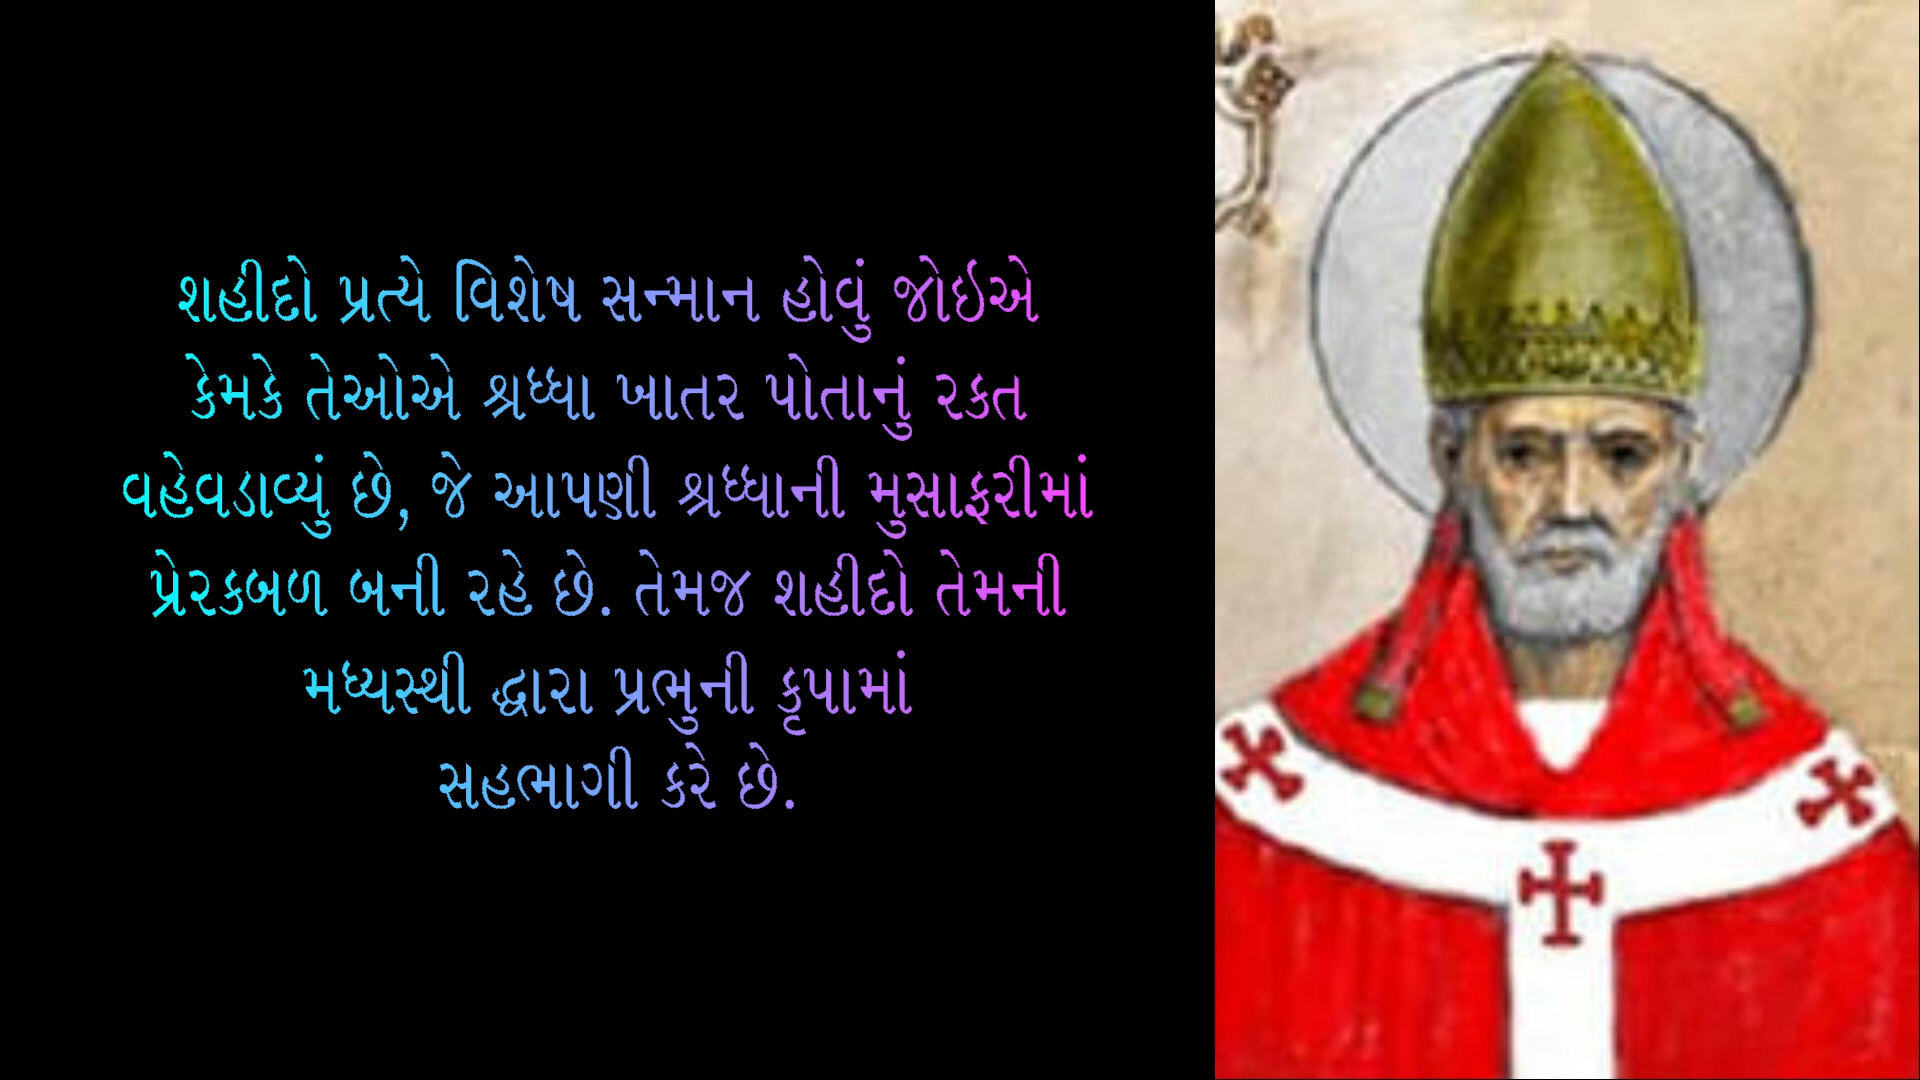 શહીદો પ્રત્યે વિશેષ સન્માન હોવું જોઇએ
કેમકે તેઓએ શ્રધ્ધા ખાતર પોતાનું રકત
વહેવડાવ્યું છે, જે આપણી શ્રધ્ધાની મુસાફરીમાં
પ્રેરકબળ બની રહે છે. તેમજ શહીદો તેમની
મધ્યસ્થી દ્વારા પ્રભુની કૃપામાં
સહભાગી કરે છે.